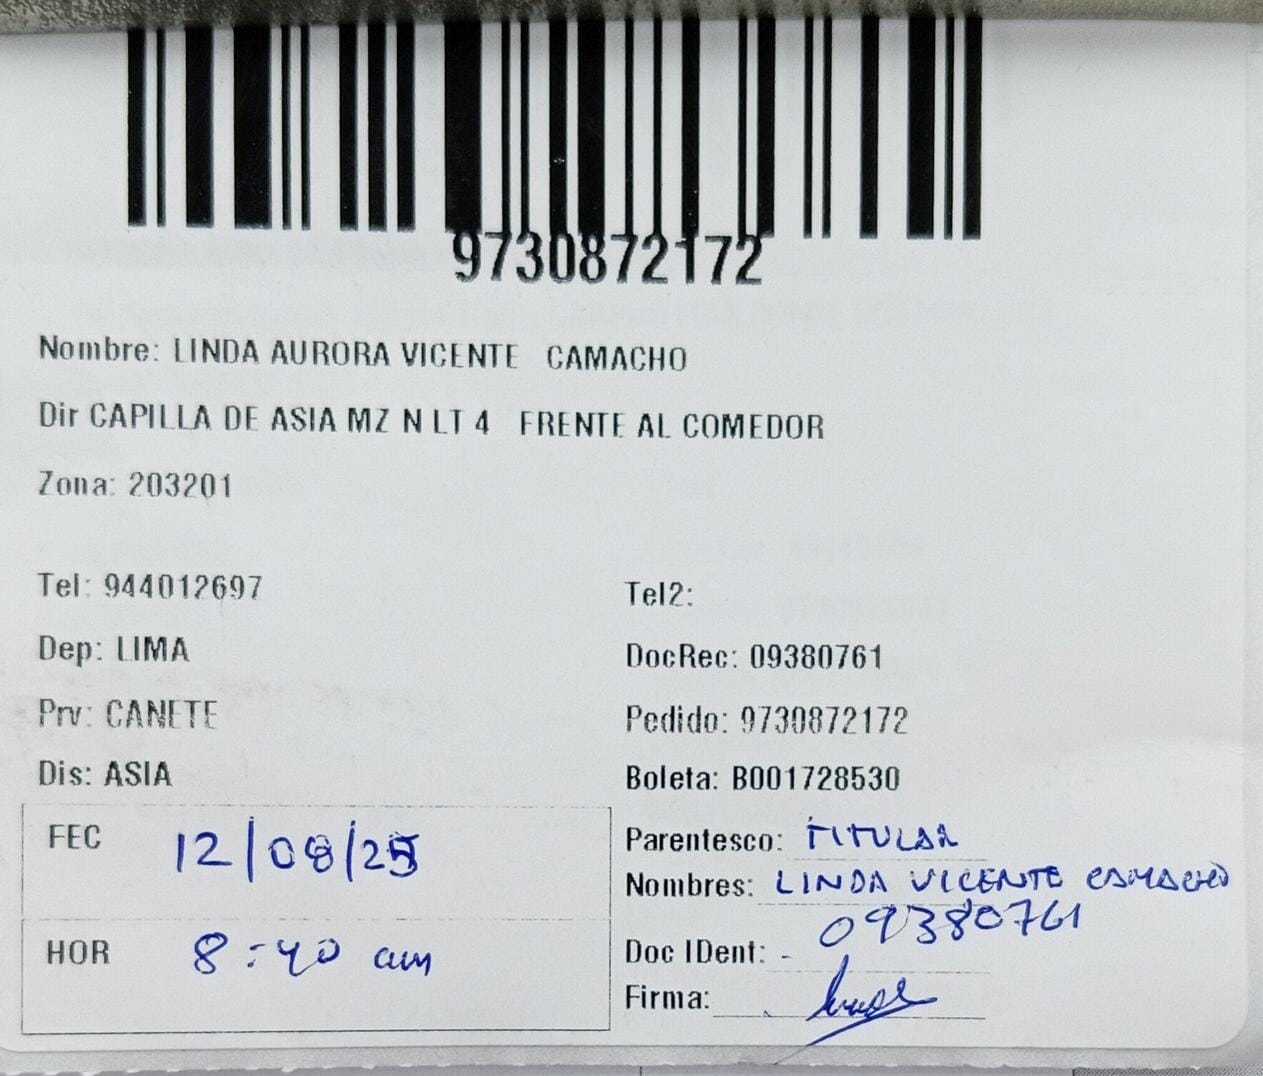 9730872172
Nombre: LINDA AURORA VICENTE CAMACHO
Dir CAPILLA DE ASIA MZ N LT 4 FRENTE AL COMEDOR
Zona: 203201
Tel: 944012697
Tel2:
Dep: LIMA
DocRec: 09380761
Prv: CANETE
Pedido: 9730872172
Dis: ASIA
Boleta: B001728530
FEC 12/08/25
Parentesco: TITULAR
Nombres: LINDA VICENTE CAMACHO
HOR 8:40 am
Doc IDent: - 09380761
Firma: